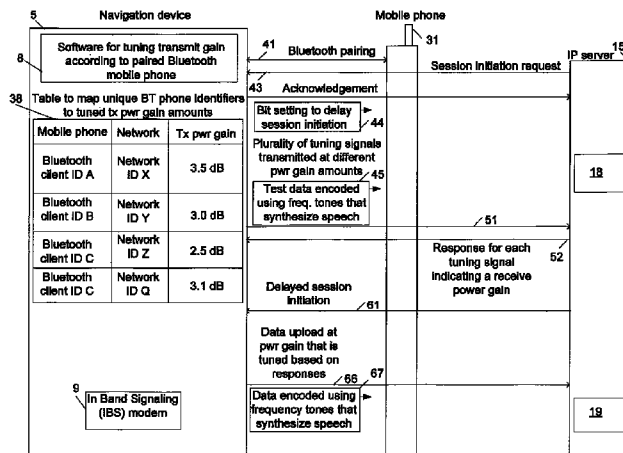 Navigation device
Mobile phone
5
8
Software for tuning transmit gain
according to paired Bluetooth
mobile phone
41
Bluetooth pairing
31
15
IP server
Session initiation request
43
Acknowledgement
Table to map unique BT phone identifiers
to tuned tx pwr gain amounts
38
Mobile phone Network Tx pwr gain
Bluetooth
client ID A
Network
ID X
3.5 dB
Bluetooth
client ID B
Network
ID Y
3.0 dB
Bluetooth
client ID C
Network
ID Z
2.5 dB
Bluetooth
client ID C
Network
ID Q
3.1 dB
Bit setting to delay
session initiation
44
Plurality of tuning signals
transmitted at different
pwr gain amounts
45
Test data encoded
using freq. tones that
synthesize speech
18
51
52
Response for each
tuning signal
indicating a receive
power gain
Delayed session
initiation
61
Data upload at
pwr gain that is
tuned based on
responses
66
67
Data encoded using
frequency tones that
synthesize speech
9
In Band Signaling
(IBS) modem
19